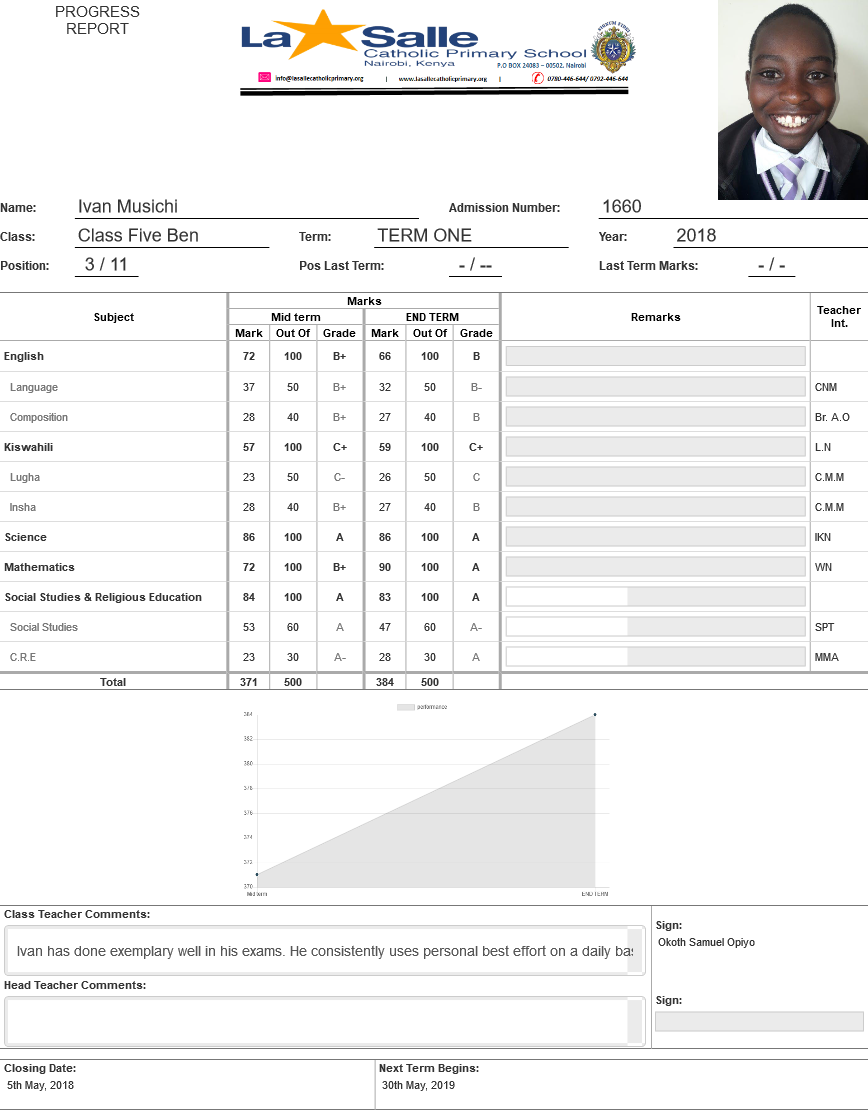 PROGRESS
REPORT
La Salle
Catholic Primary School
Nairobi, Kenya
P.O BOX 24083 – 00502, Nairobi
info@lasallecatholicprimary.org | www.lasallecatholicprimary.org | 0780-446-644/ 0792-446-644
Name: Ivan Musichi Admission Number: 1660
Class: Class Five Ben Term: TERM ONE Year: 2018
Position: 3 / 11 Pos Last Term: - / -- Last Term Marks: - / -
Subject Marks Remarks Teacher Int.
Mid term END TERM
Mark Out Of Grade Mark Out Of Grade
English 72 100 B+ 66 100 B
Language 37 50 B+ 32 50 B- CNM
Composition 28 40 B+ 27 40 B Br. A.O
Kiswahili 57 100 C+ 59 100 C+ L.N
Lugha 23 50 C- 26 50 C C.M.M
Insha 28 40 B+ 27 40 B C.M.M
Science 86 100 A 86 100 A IKN
Mathematics 72 100 B+ 90 100 A WN
Social Studies & Religious Education 84 100 A 83 100 A
Social Studies 53 60 A 47 60 A- SPT
C.R.E 23 30 A- 28 30 A MMA
Total 371 500 384 500
performance
384
382
380
378
376
374
372
370
Mid term END TERM
Class Teacher Comments:
Ivan has done exemplary well in his exams. He consistently uses personal best effort on a daily bas
Sign:
Okoth Samuel Opiyo
Head Teacher Comments:
Sign:
Closing Date: Next Term Begins:
5th May, 2018 30th May, 2019